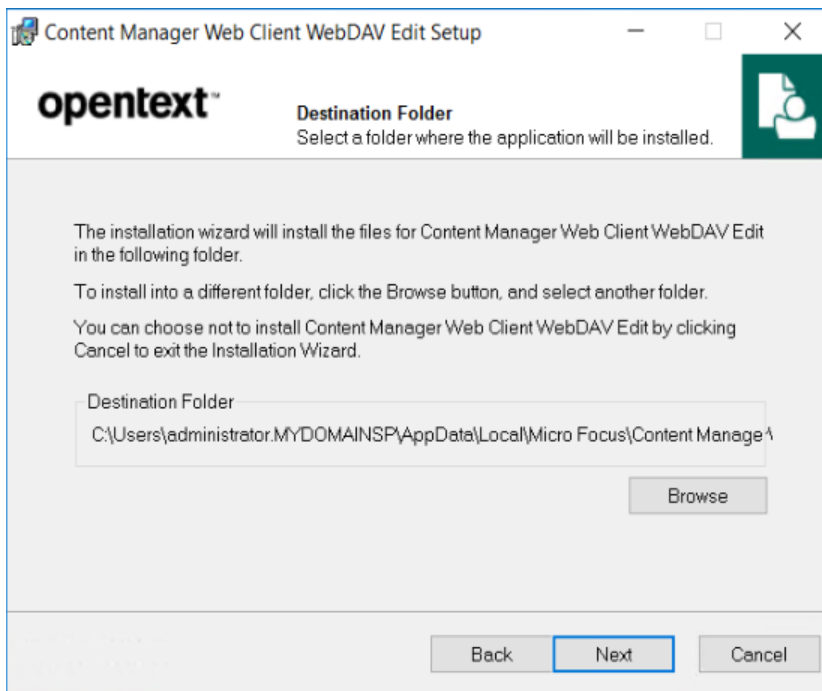 Content Manager Web Client WebDAV Edit Setup
opentext™
Destination Folder
Select a folder where the application will be installed.
The installation wizard will install the files for Content Manager Web Client WebDAV Edit
in the following folder.
To install into a different folder, click the Browse button, and select another folder.
You can choose not to install Content Manager Web Client WebDAV Edit by clicking
Cancel to exit the Installation Wizard.
Destination Folder
C:\Users\administrator.MYDOMAINSP\AppData\Local\Micro Focus\Content Manage
Browse
Back
Next
Cancel